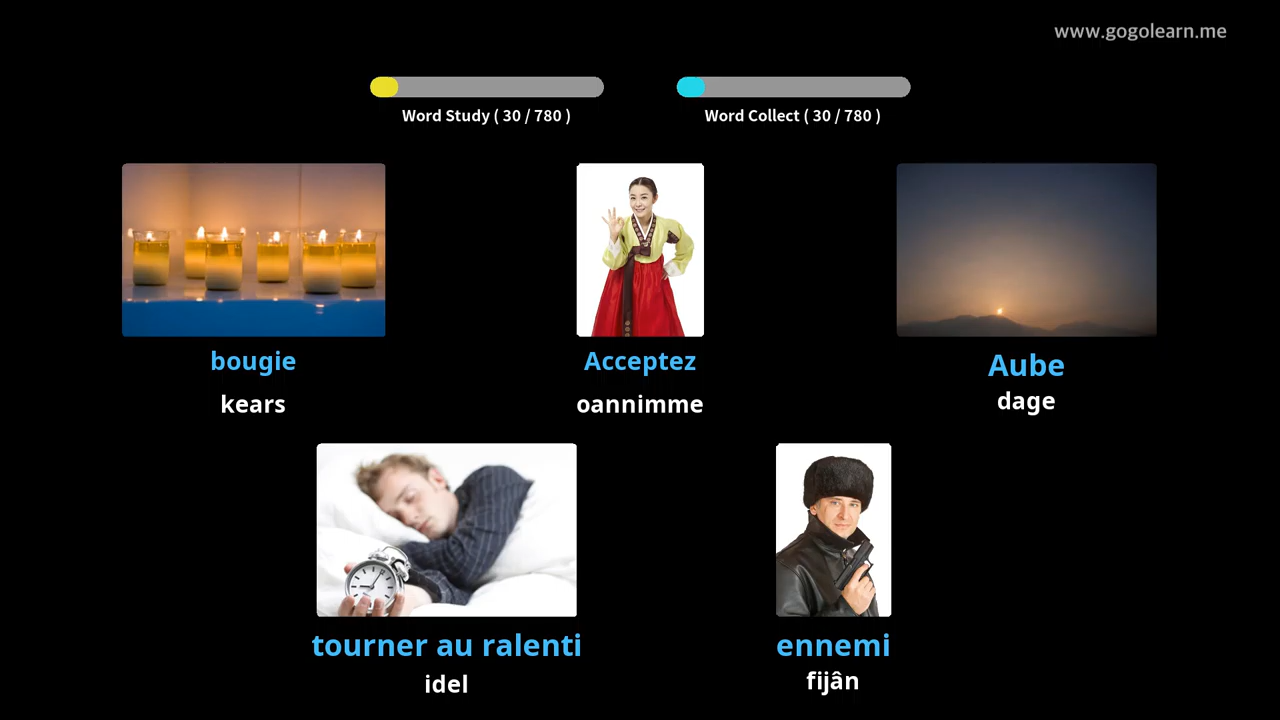 www.gogolearn.me
Word Study ( 30 / 780 )
Word Collect ( 30 / 780 )
bougie
kears
Acceptez
oannimme
Aube
dage
tourner au ralenti
idel
ennemi
fijân